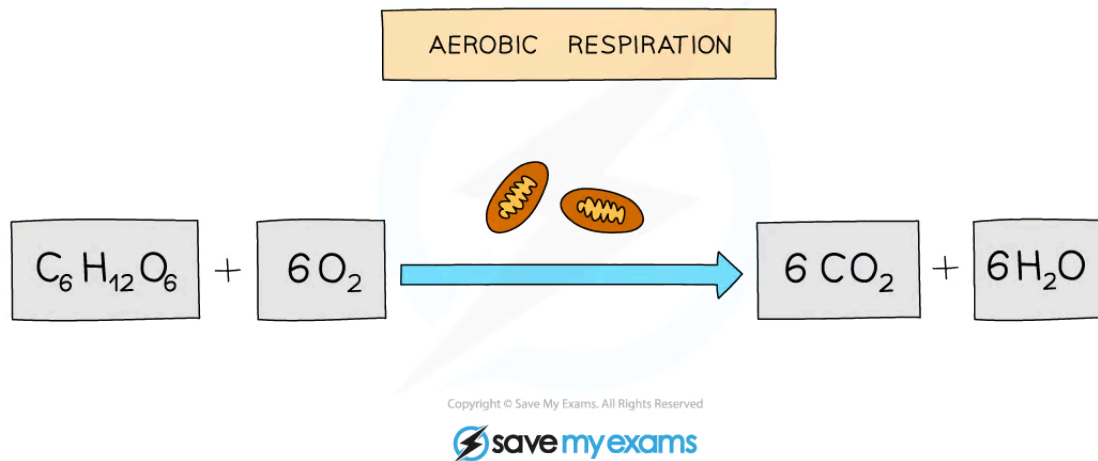 AEROBIC RESPIRATION
C₆H₁₂O₆ + 6O₂ 6CO₂ + 6H₂O
Copyright © Save My Exams. All Rights Reserved
save my exams